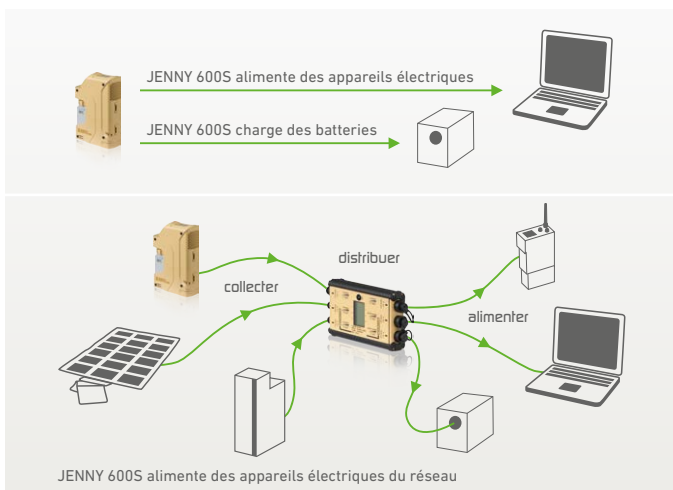 JENNY 600S alimente des appareils électriques
JENNY 600S charge des batteries
distribuer
collecter
alimenter
JENNY 600S alimente des appareils électriques du réseau